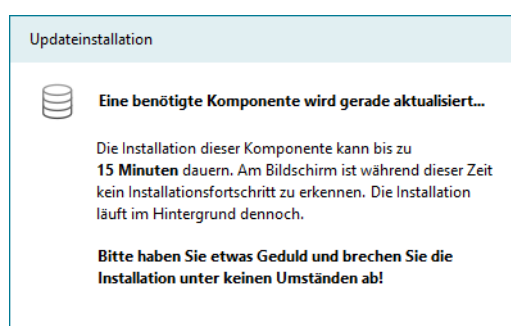 Updateinstallation
Eine benötigte Komponente wird gerade aktualisiert...
Die Installation dieser Komponente kann bis zu
15 Minuten dauern. Am Bildschirm ist während dieser Zeit
kein Installationsfortschritt zu erkennen. Die Installation
läuft im Hintergrund dennoch.
Bitte haben Sie etwas Geduld und brechen Sie die
Installation unter keinen Umständen ab!